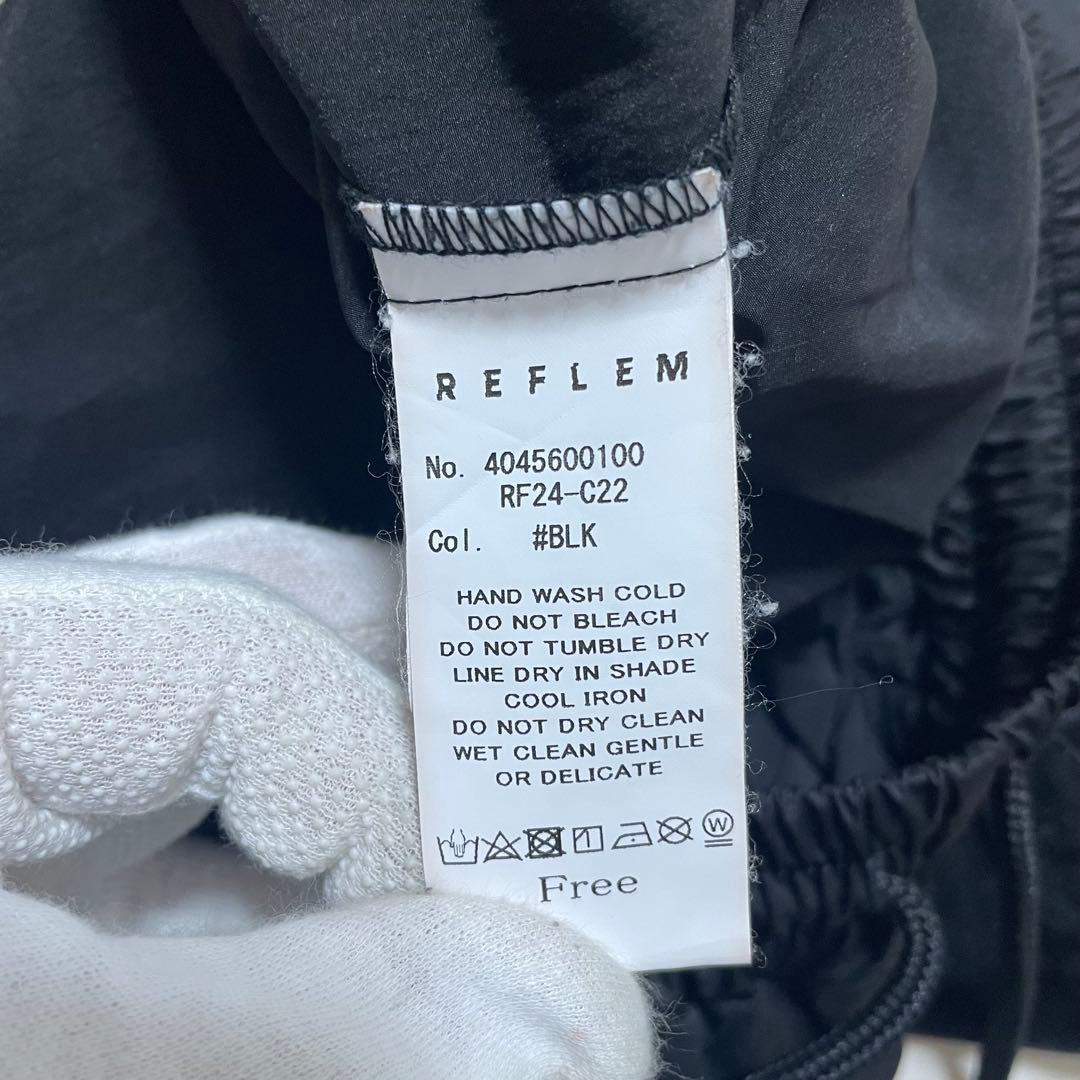 REFLEM
No. 4045600100
RF24-C22
Col. #BLK
HAND WASH COLD
DO NOT BLEACH
DO NOT TUMBLE DRY
LINE DRY IN SHADE
COOL IRON
DO NOT DRY CLEAN
WET CLEAN GENTLE
OR DELICATE
W
Free